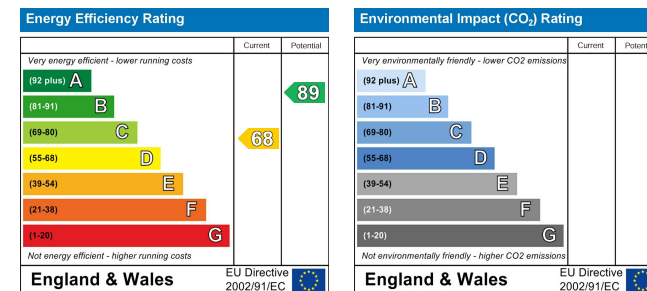 Energy Efficiency Rating
Current Potential
Very energy efficient - lower running costs
(92 plus) A
(81-91) B
89
(69-80) C
68
(55-68) D
(39-54) E
(21-38) F
(1-20) G
Not energy efficient - higher running costs
England & Wales
EU Directive
2002/91/EC
Environmental Impact (CO₂) Rating
Current Potent
Very environmentally friendly - lower CO2 emissions
(92 plus) A
(81-91) B
(69-80) C
(55-68) D
(39-54) E
(21-38) F
(1-20) G
Not environmentally friendly - higher CO2 emissions
England & Wales
EU Directive
2002/91/EC